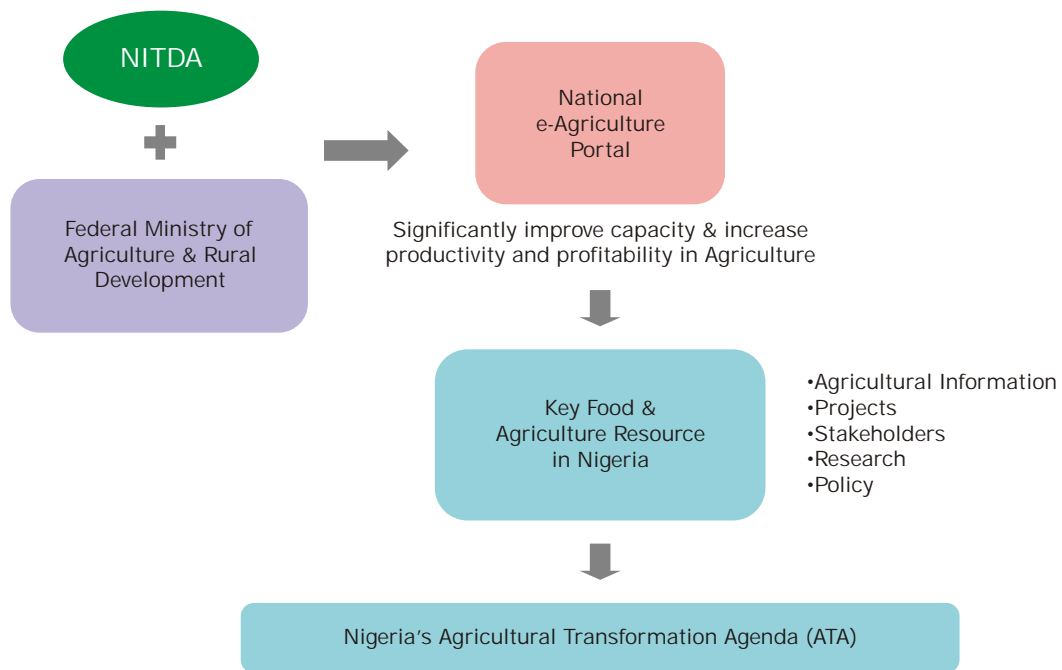 NITDA
Federal Ministry of
Agriculture & Rural
Development
National
e-Agriculture
Portal
Significantly improve capacity & increase
productivity and profitability in Agriculture
Key Food &
Agriculture Resource
in Nigeria
•Agricultural Information
•Projects
•Stakeholders
•Research
•Policy
Nigeria’s Agricultural Transformation Agenda (ATA)